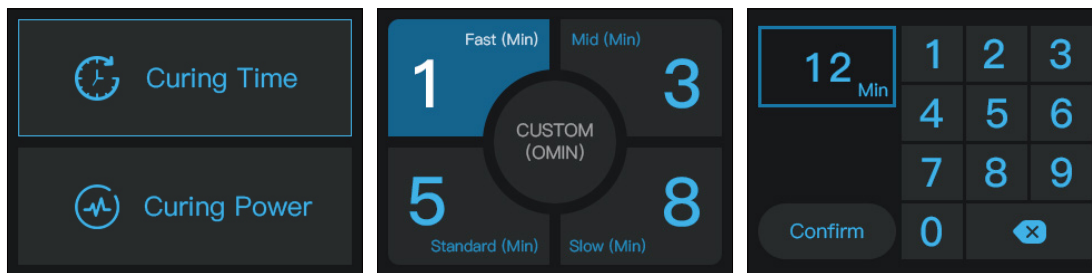 Curing Time
Curing Power
Fast (Min)
Mid (Min)
1
3
CUSTOM
(OMIN)
5
8
Standard (Min)
Slow (Min)
12
Min
1 2 3
4 5 6
7 8 9
Confirm
0